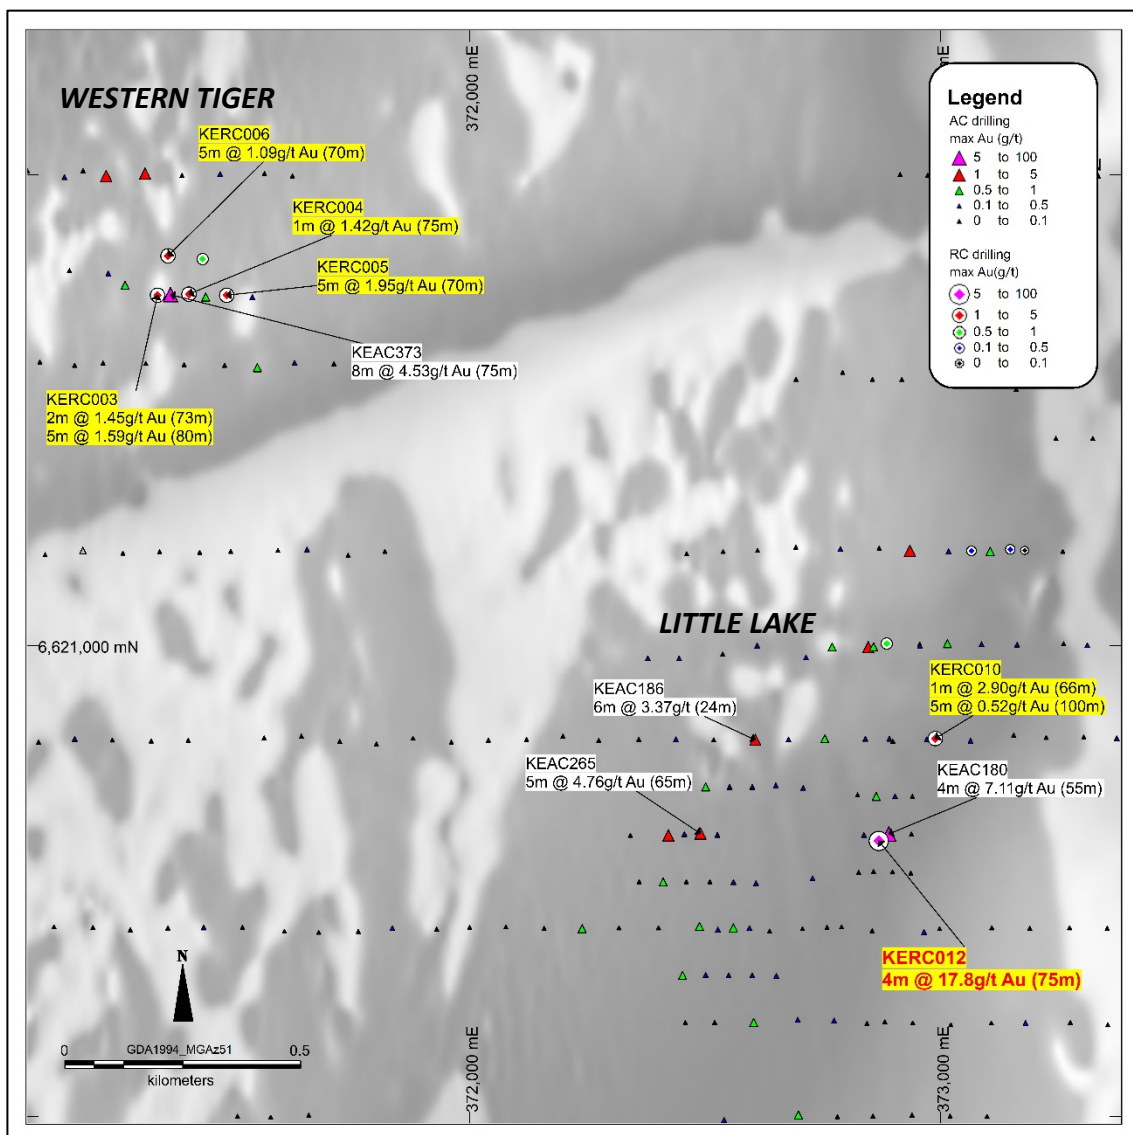 372,000 mE
mE
WESTERN TIGER
KERC006
5m @ 1.09g/t Au (70m)
KERC004
1m @ 1.42g/t Au (75m)
KERC005
5m @ 1.95g/t Au (70m)
KEAC373
8m @ 4.53g/t Au (75m)
KERC003
2m @ 1.45g/t Au (73m)
5m @ 1.59g/t Au (80m)
Legend
AC drilling
max Au (g/t)
5 to 100
1 to 5
0.5 to 1
0.1 to 0.5
0 to 0.1
RC drilling
max Au(g/t)
5 to 100
1 to 5
0.5 to 1
0.1 to 0.5
0 to 0.1
N
6,621,000 mN
LITTLE LAKE
KEAC186
6m @ 3.37g/t (24m)
KERC010
1m @ 2.90g/t Au (66m)
5m @ 0.52g/t Au (100m)
KEAC265
5m @ 4.76g/t Au (65m)
KEAC180
4m @ 7.11g/t Au (55m)
KERC012
4m @ 17.8g/t Au (75m)
N
0 GDA1994_MGAz51 0.5
kilometers
372,000 mE
373,000 mE